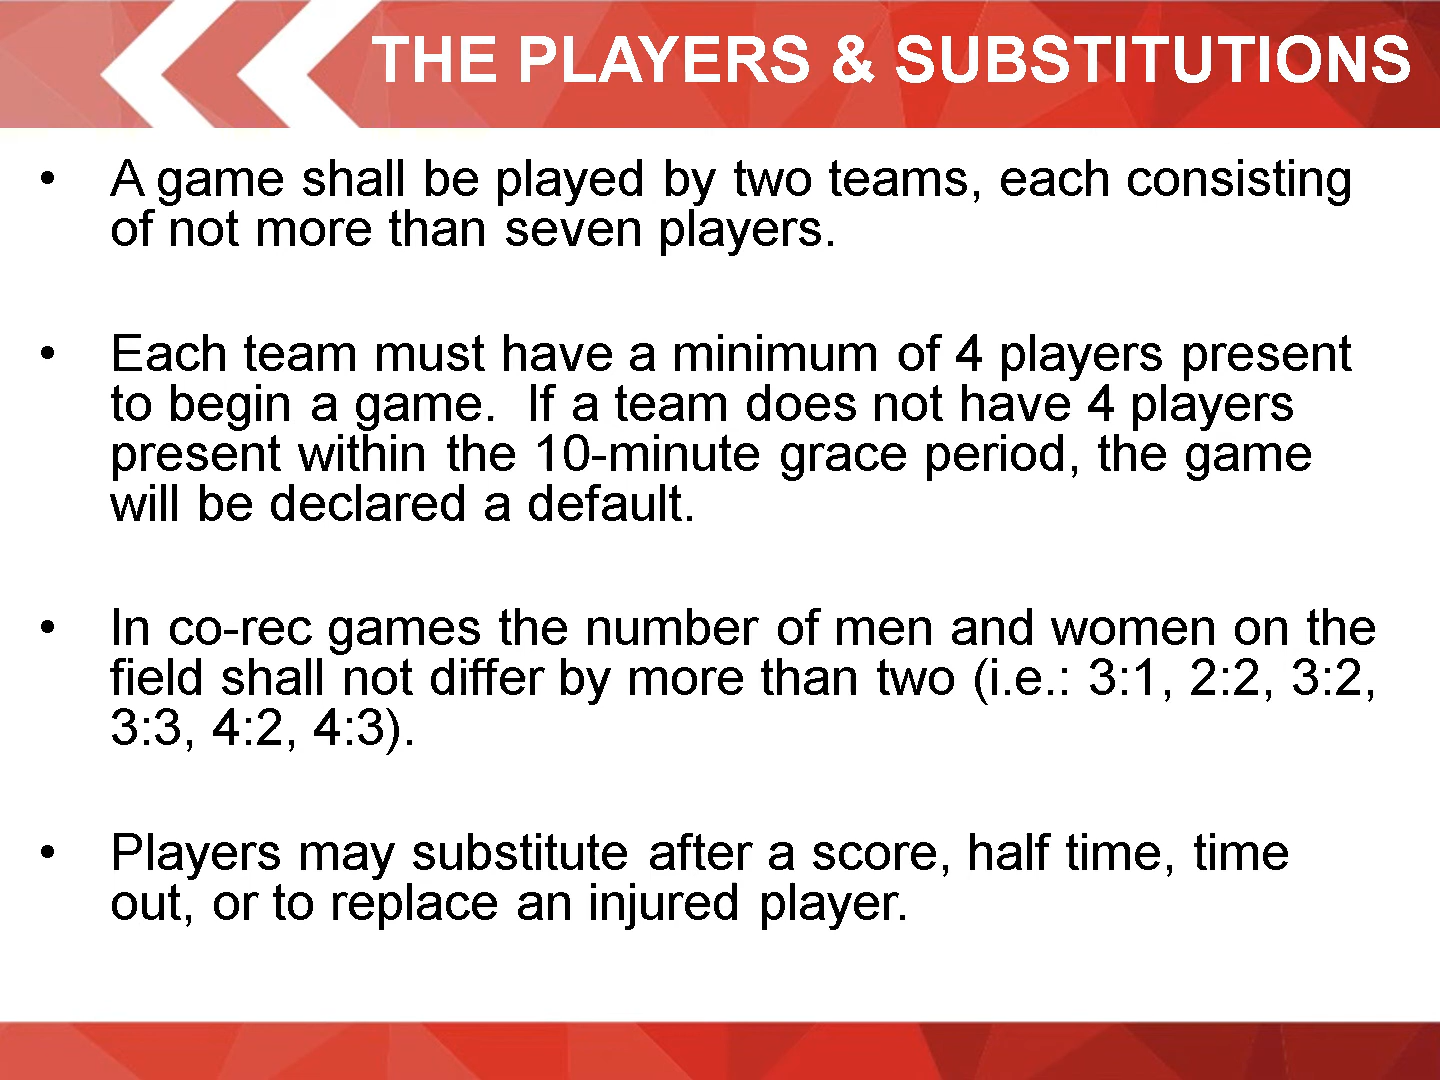 THE PLAYERS & SUBSTITUTIONS
• A game shall be played by two teams, each consisting
of not more than seven players.
• Each team must have a minimum of 4 players present
to begin a game.  If a team does not have 4 players
present within the 10-minute grace period, the game
will be declared a default.
• In co-rec games the number of men and women on the
field shall not differ by more than two (i.e.: 3:1, 2:2, 3:2,
3:3, 4:2, 4:3).
• Players may substitute after a score, half time, time
out, or to replace an injured player.